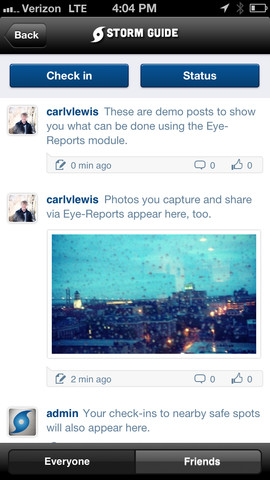 Verizon LTE 4:04 PM
Back STORM GUIDE
Check in Status
carlvlewis These are demo posts to show
you what can be done using the Eye-
Reports module.
0 min ago 0 0
carlvlewis Photos you capture and share
via Eye-Reports appear here, too.
2 min ago 0 0
admin Your check-ins to nearby safe spots
will also appear here.
Everyone Friends